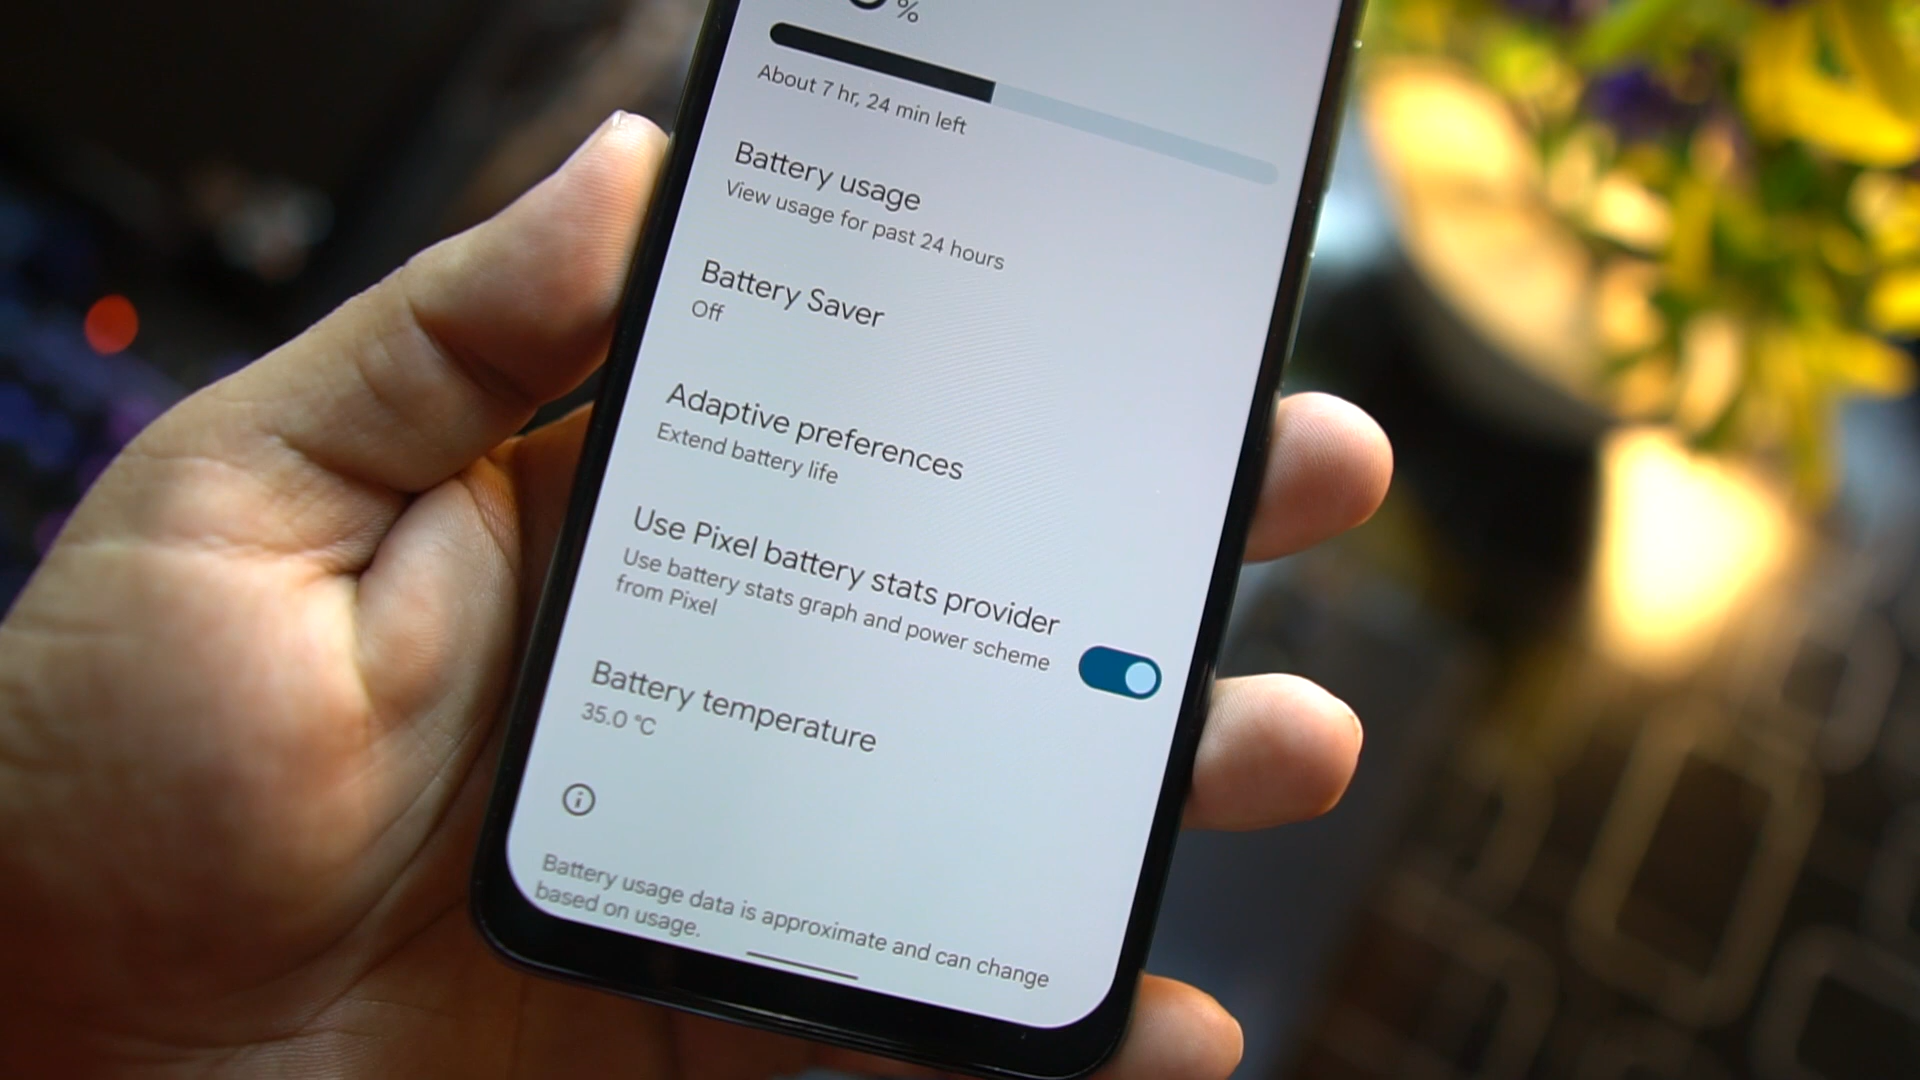 %
About 7 hr, 24 min left
Battery usage
View usage for past 24 hours
Battery Saver
Off
Adaptive preferences
Extend battery life
Use Pixel battery stats provider
Use battery stats graph and power scheme
from Pixel
Battery temperature
35.0 °C
Battery usage data is approximate and can change
based on usage.